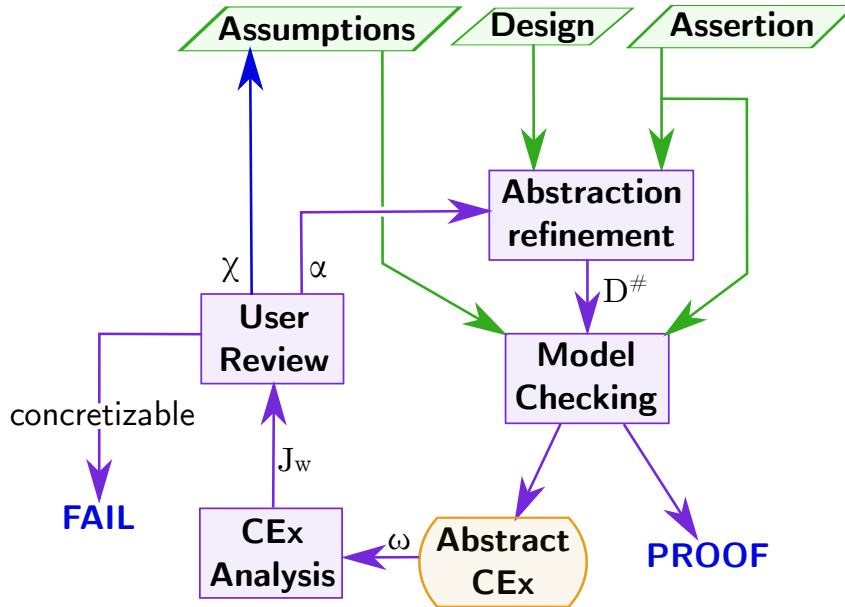 Assumptions
Design
Assertion
Abstraction
refinement
χ
α
D#
User
Review
Model
Checking
concretizable
Jw
FAIL
CEx
Analysis
ω
Abstract
CEx
PROOF